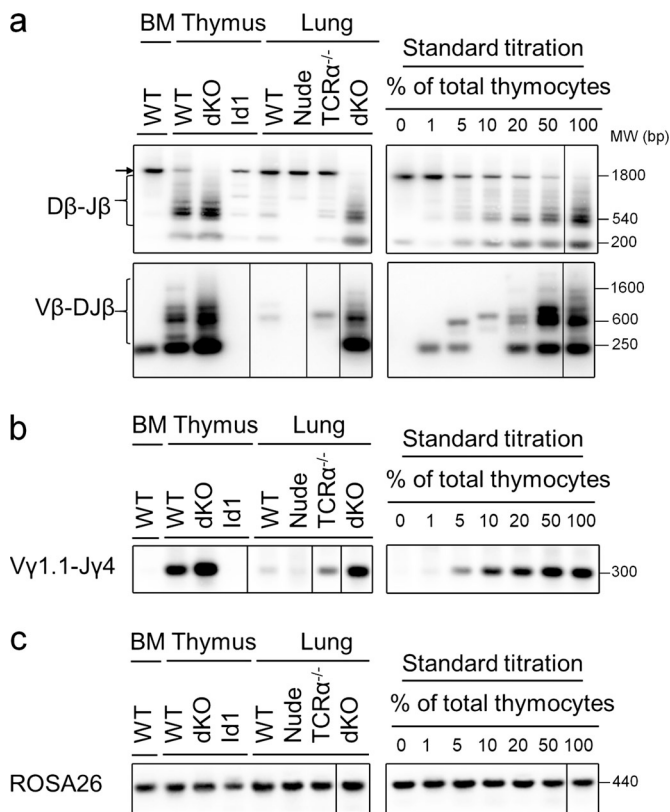 a
BM Thymus Lung
Standard titration
% of total thymocytes
WT WT dKO Id1 WT Nude TCRα-/- dKO
0 1 5 10 20 50 100
MW (bp)
1800
Dβ-Jβ
540
200
1600
Vβ-DJβ
600
250
b
BM Thymus Lung
Standard titration
% of total thymocytes
WT WT dKO Id1 WT Nude TCRα-/- dKO
0 1 5 10 20 50 100
Vγ1.1-Jγ4
300
c
BM Thymus Lung
Standard titration
% of total thymocytes
WT WT dKO Id1 WT Nude TCRα-/- dKO
0 1 5 10 20 50 100
ROSA26
440